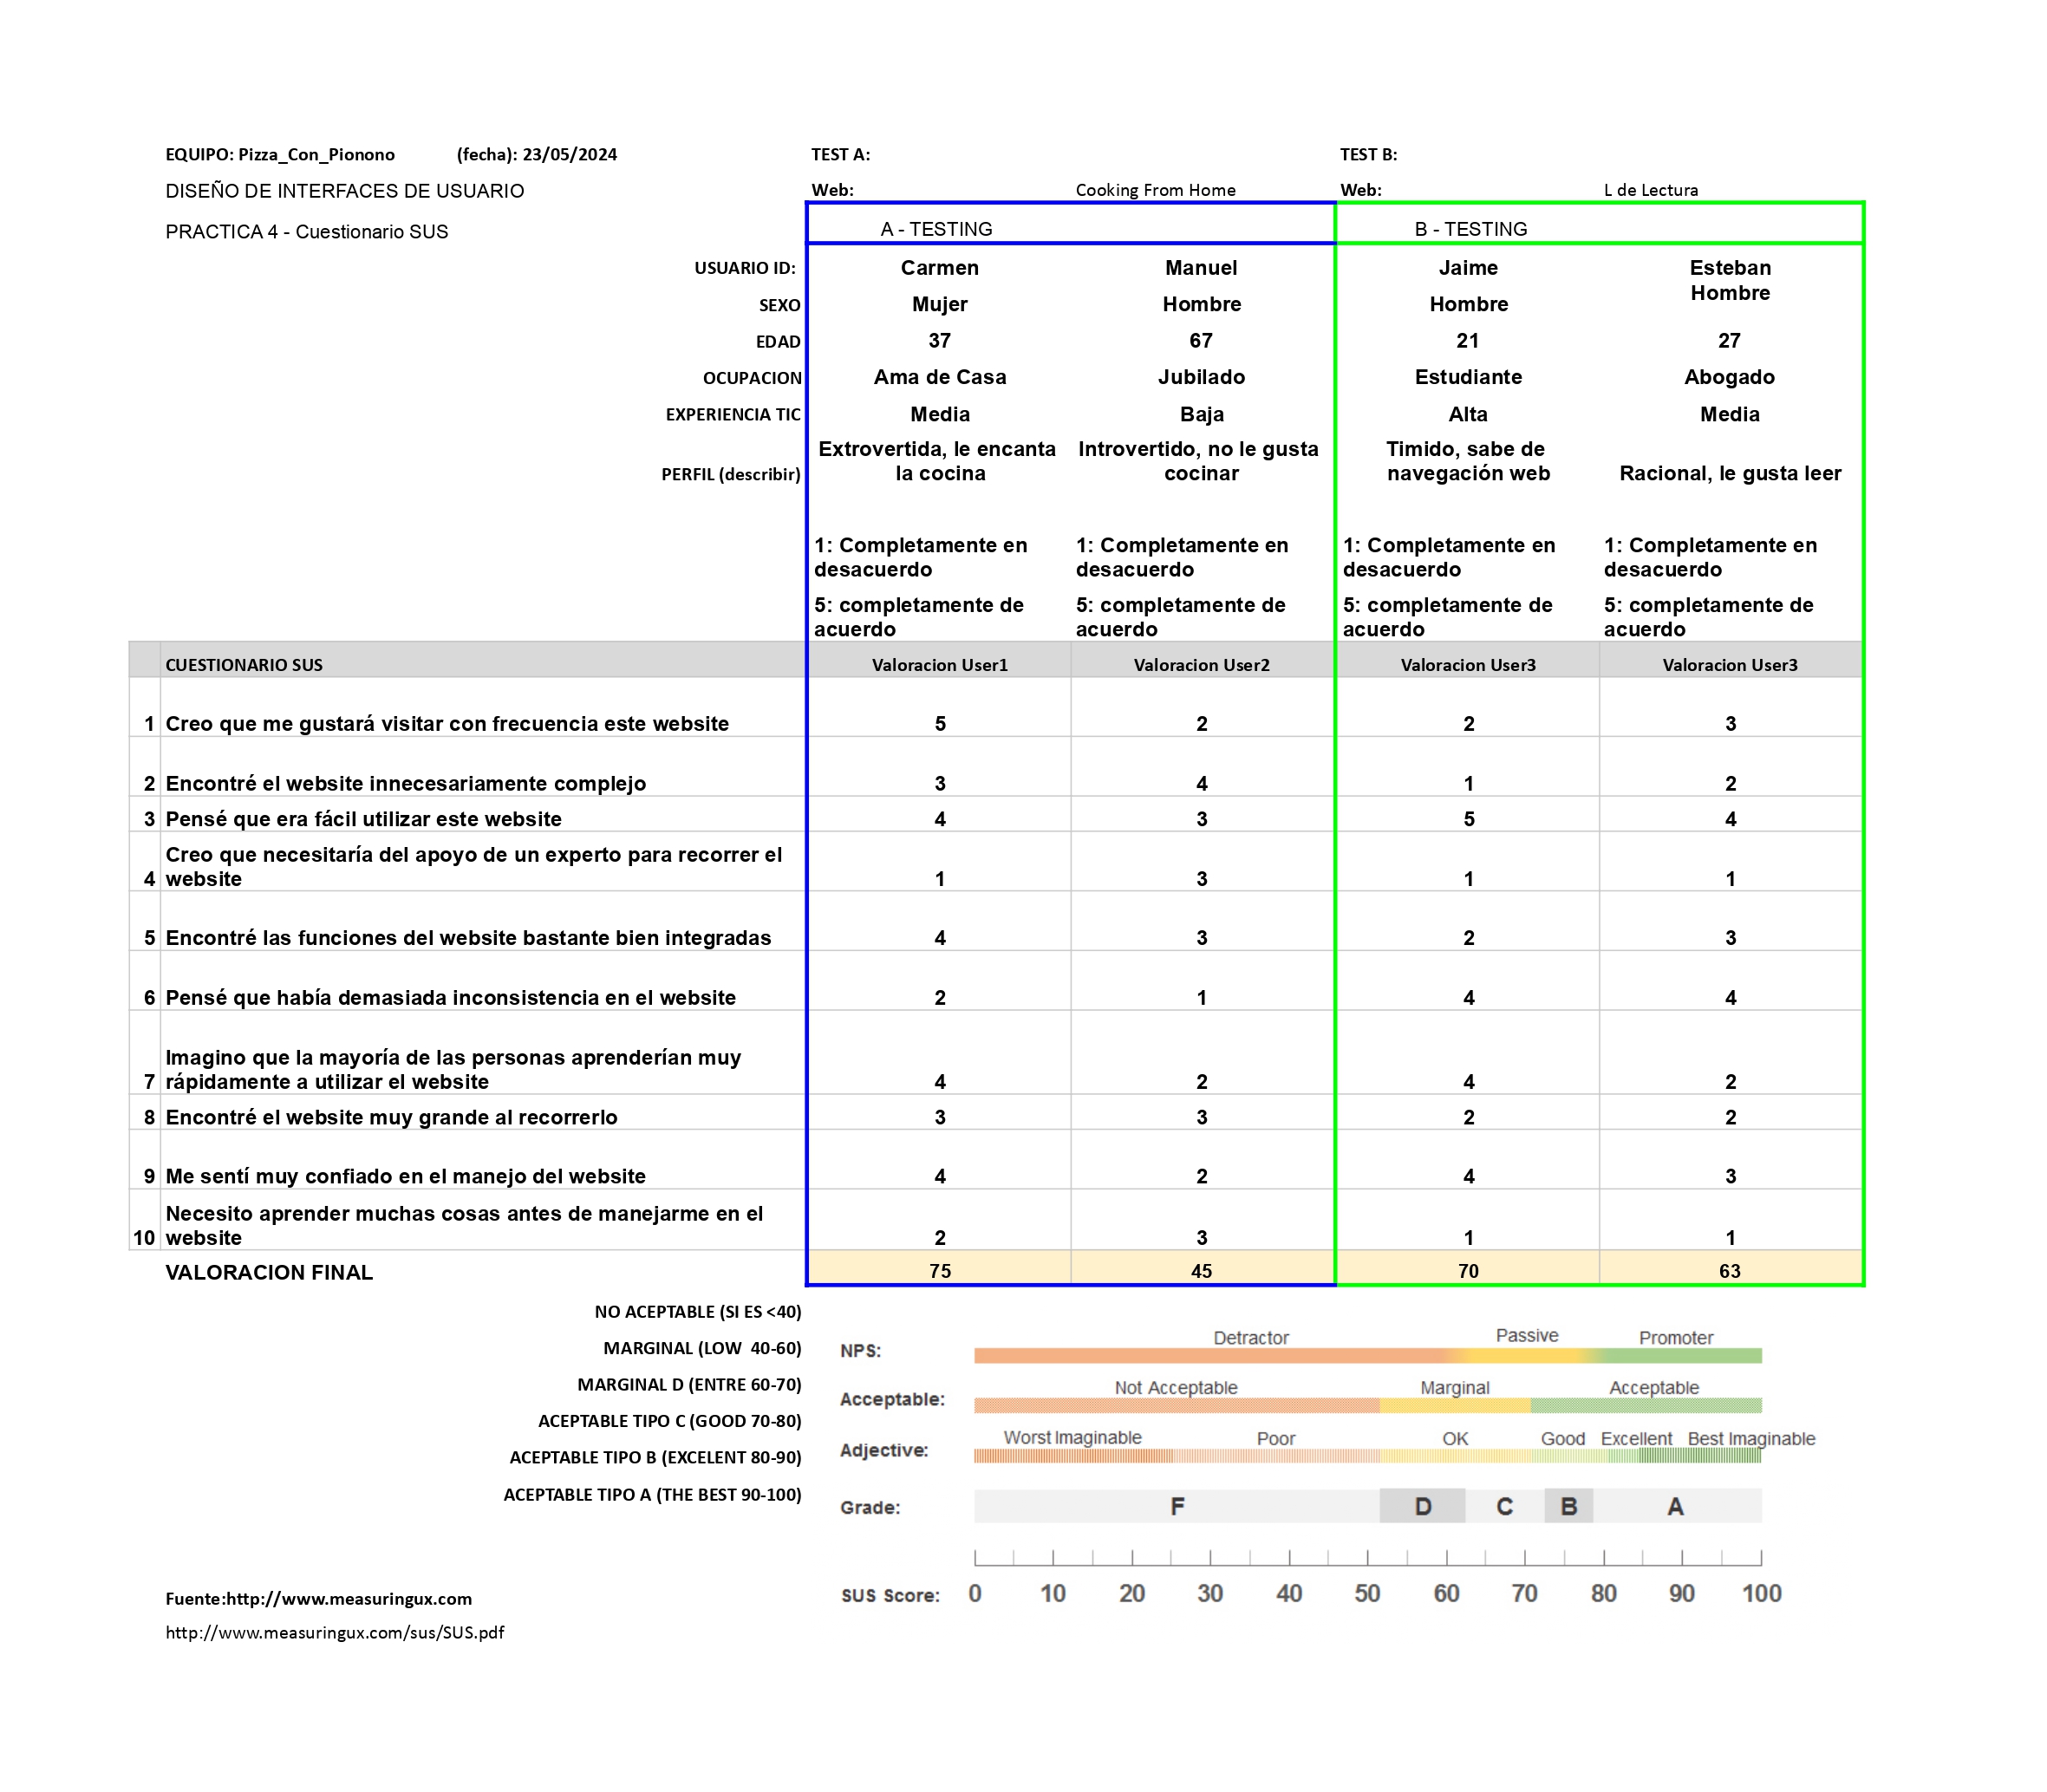 EQUIPO: Pizza_Con_Pionono (fecha): 23/05/2024 TEST A: TEST B:
DISEÑO DE INTERFACES DE USUARIO Web: Cooking From Home Web: L de Lectura
PRACTICA 4 - Cuestionario SUS A - TESTING B - TESTING
USUARIO ID: Carmen Manuel Jaime Esteban
SEXO Mujer Hombre Hombre Hombre
EDAD 37 67 21 27
OCUPACION Ama de Casa Jubilado Estudiante Abogado
EXPERIENCIA TIC Media Baja Alta Media
Extrovertida, le encanta Introvertido, no le gusta Timido, sabe de
PERFIL (describir) la cocina cocinar navegación web Racional, le gusta leer
1: Completamente en 1: Completamente en 1: Completamente en 1: Completamente en
desacuerdo desacuerdo desacuerdo desacuerdo
5: completamente de 5: completamente de 5: completamente de 5: completamente de
acuerdo acuerdo acuerdo acuerdo
CUESTIONARIO SUS Valoracion User1 Valoracion User2 Valoracion User3 Valoracion User3
1 Creo que me gustará visitar con frecuencia este website 5 2 2 3
2 Encontré el website innecesariamente complejo 3 4 1 2
3 Pensé que era fácil utilizar este website 4 3 5 4
Creo que necesitaría del apoyo de un experto para recorrer el
4 website 1 3 1 1
5 Encontré las funciones del website bastante bien integradas 4 3 2 3
6 Pensé que había demasiada inconsistencia en el website 2 1 4 4
Imagino que la mayoría de las personas aprenderían muy
7 rápidamente a utilizar el website 4 2 4 2
8 Encontré el website muy grande al recorrerlo 3 3 2 2
9 Me sentí muy confiado en el manejo del website 4 2 4 3
Necesito aprender muchas cosas antes de manejarme en el
10 website 2 3 1 1
VALORACION FINAL 75 45 70 63
NO ACEPTABLE (SI ES <40)
MARGINAL (LOW 40-60)
MARGINAL D (ENTRE 60-70)
ACEPTABLE TIPO C (GOOD 70-80)
ACEPTABLE TIPO B (EXCELENT 80-90)
ACEPTABLE TIPO A (THE BEST 90-100)
Detractor Passive Promoter
NPS:
Not Acceptable Marginal Acceptable
Acceptable:
Worst Imaginable Poor OK Good Excellent Best Imaginable
Adjective:
Grade: F D C B A
SUS Score: 0 10 20 30 40 50 60 70 80 90 100
Fuente:http://www.measuringux.com
http://www.measuringux.com/sus/SUS.pdf